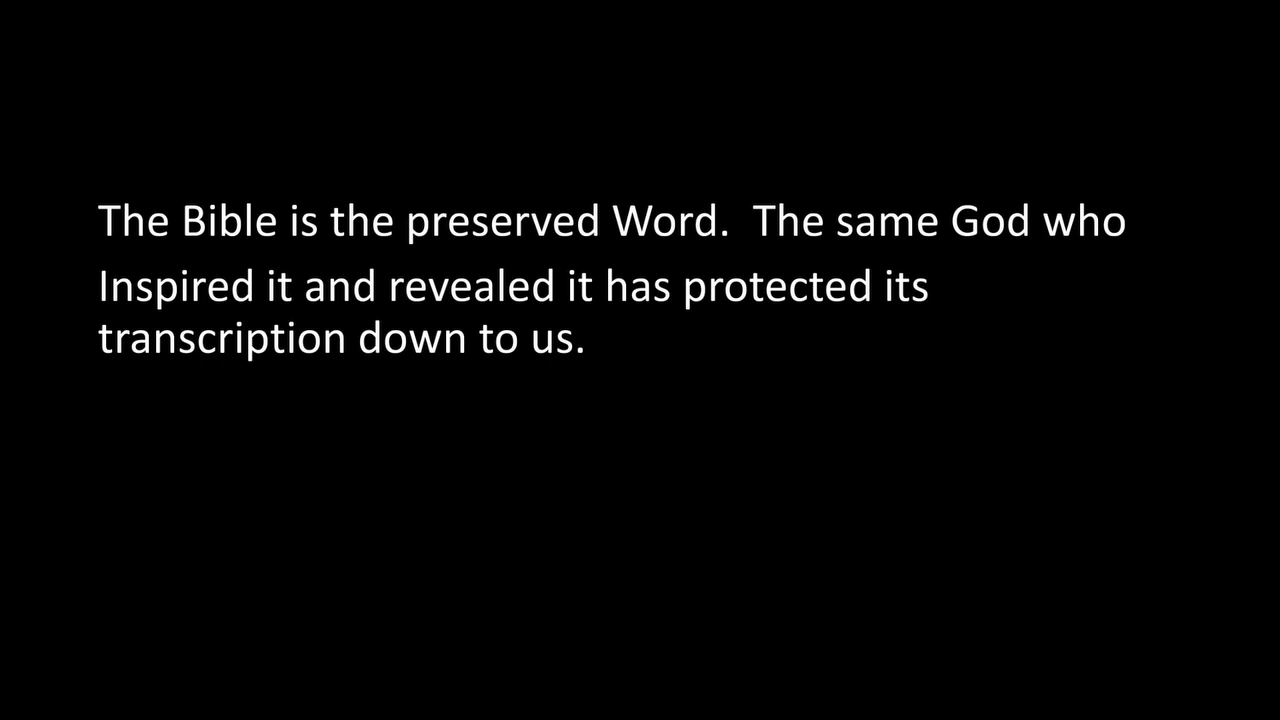 The Bible is the preserved Word.  The same God who
Inspired it and revealed it has protected its
transcription down to us.